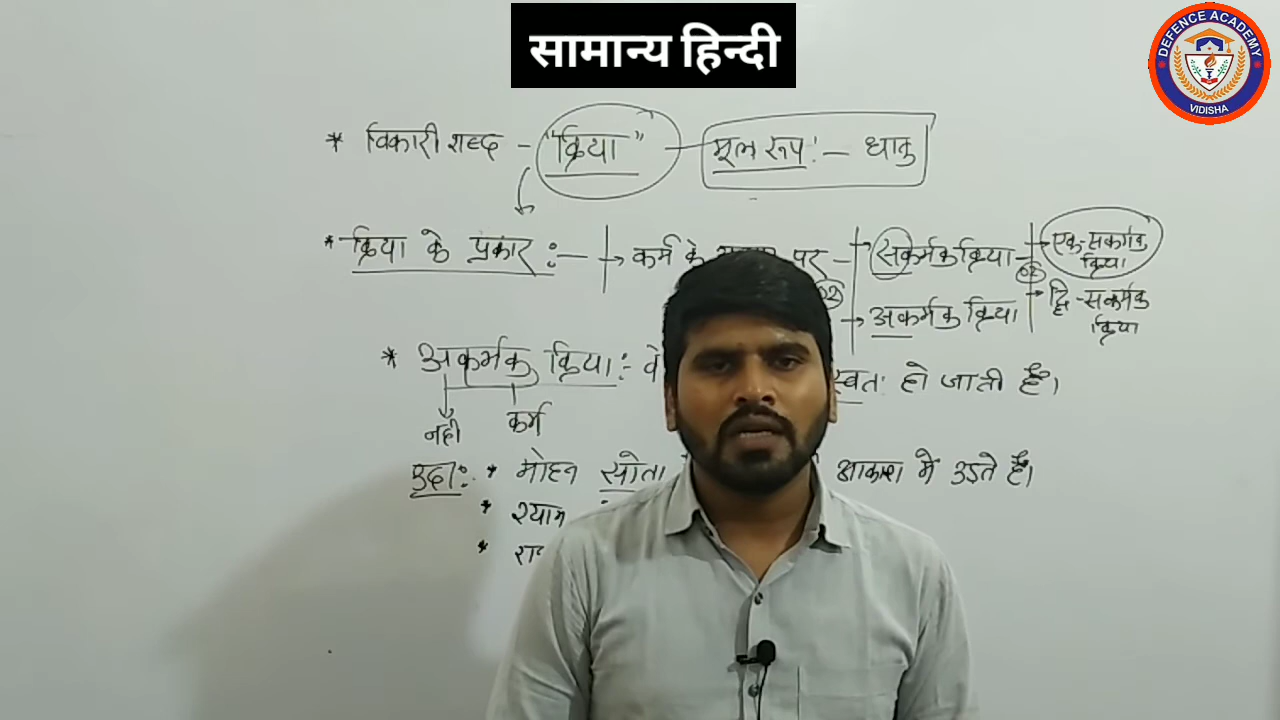 सामान्य हिन्दी
DEFENCE ACADEMY
VIDISHA
* विकारी शब्द - "क्रिया" मूल रूप :- धातु
* क्रिया के प्रकार :- → कर्म के पर - सकर्मक क्रिया - एक-सकर्मक क्रिया
अकर्मक क्रिया द्वि-सकर्मक क्रिया
* अकर्मक क्रिया :- वे स्वतः हो जाती हैं।
नहीं कर्म
उदा: * मोहन सोता आकाश में उड़ते हैं।
* श्याम
*